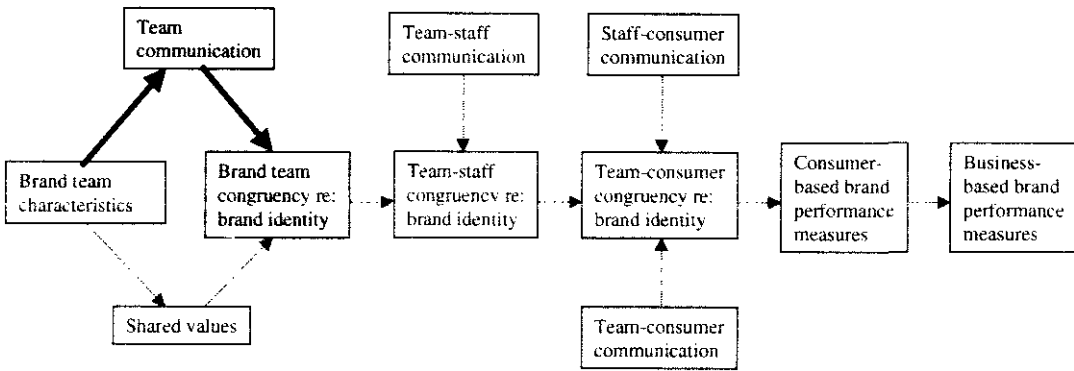 Team
communication
Team-staff
communication
Staff-consumer
communication
Brand team
characteristics
Brand team
congruency re:
brand identity
Team-staff
congruency re:
brand identity
Team-consumer
congruency re:
brand identity
Consumer-
based brand
performance
measures
Business-
based brand
performance
measures
Shared values
Team-consumer
communication